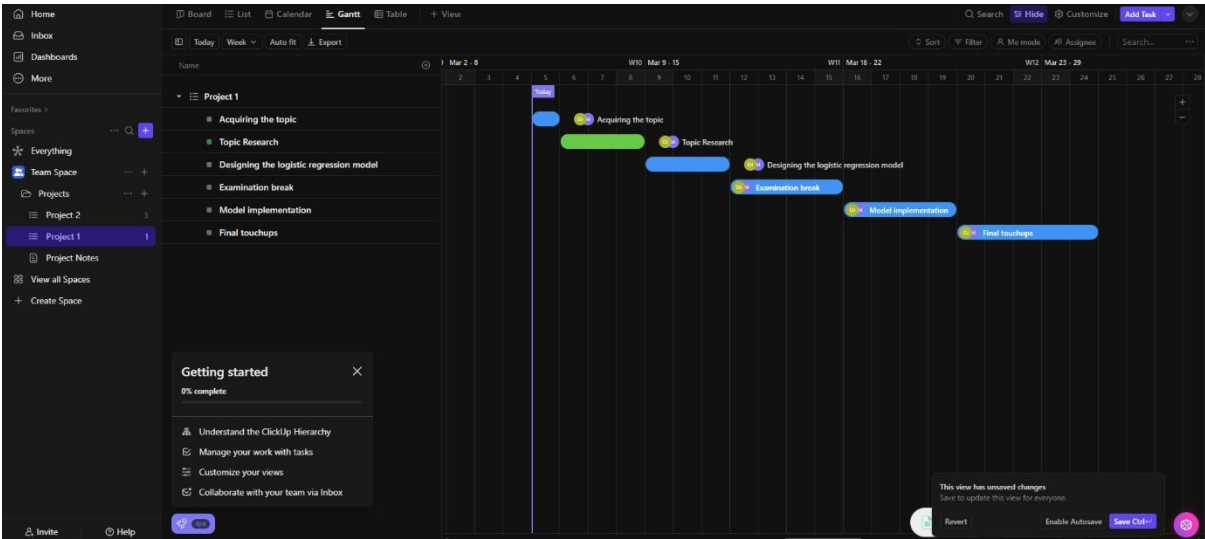 Home
Inbox
Dashboards
More
Favorites >
Spaces
Everything
Team Space
Projects
Project 2 3
Project 1 1
Project Notes
View all Spaces
Create Space
Invite Help
Board List Calendar Gantt Table + View
Search Hide Customize Add Task
Today Week Auto fit Export
Sort Filter Me mode Assignee Search...
Name
Mar 2 - 8 W10 Mar 9 - 15 W11 Mar 16 - 22 W12 Mar 23 - 29
2 3 4 5 6 7 8 9 10 11 12 13 14 15 16 17 18 19 20 21 22 23 24 25 26 27 28
Today
Project 1
Acquiring the topic
Topic Research
Designing the logistic regression model
Examination break
Model implementation
Final touchups
M Acquiring the topic
M Topic Research
M Designing the logistic regression model
M Examination break
M Model implementation
M Final touchups
Getting started
0% complete
Understand the ClickUp Hierarchy
Manage your work with tasks
Customize your views
Collaborate with your team via Inbox
0/4
This view has unsaved changes
Save to update this view for everyone.
Revert Enable Autosave Save Ctrl+↵